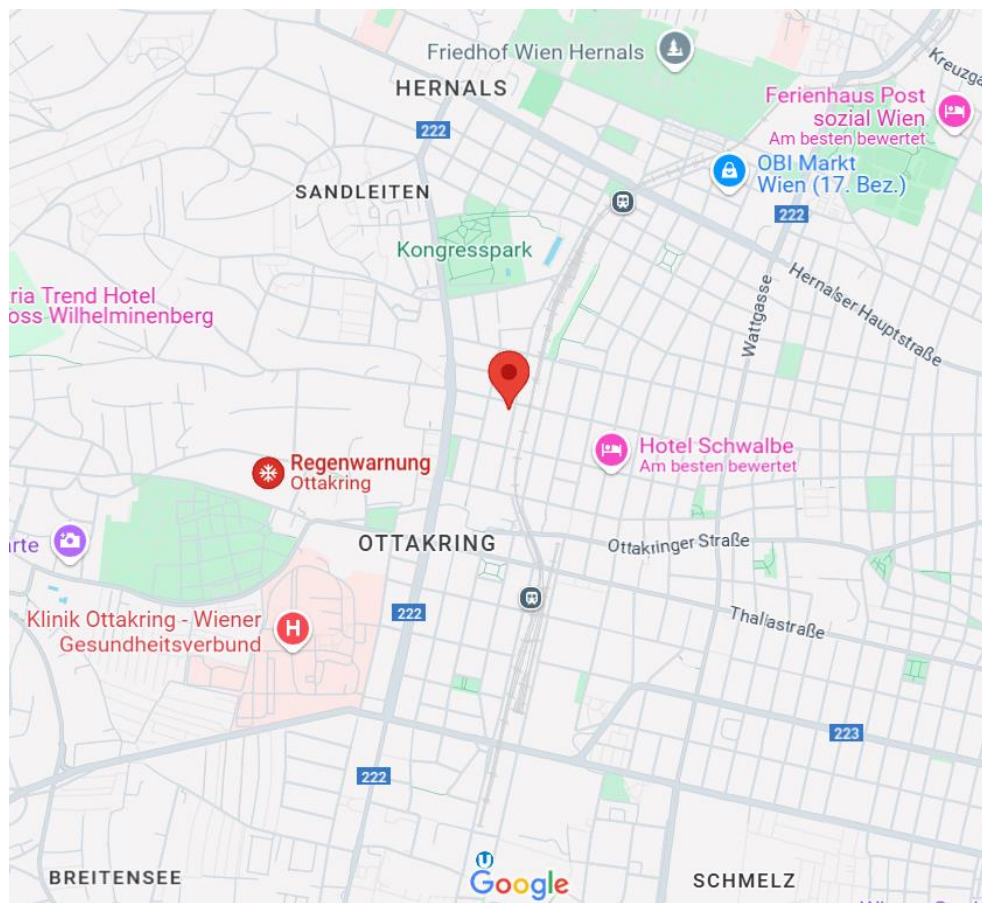 Friedhof Wien Hernals
HERNALS
Kreuzga
Ferienhaus Post
sozial Wien
Am besten bewertet
222
OBI Markt
Wien (17. Bez.)
SANDLEITEN
222
Kongresspark
Hernalser Hauptstraße
Wattgasse
ria Trend Hotel
oss Wilhelminenberg
Hotel Schwalbe
Am besten bewertet
Regenwarnung
Ottakring
arte
OTTAKRING
Ottakringer Straße
222
Thaliastraße
Klinik Ottakring - Wiener
Gesundheitsverbund
H
223
222
BREITENSEE
U
Google
SCHMELZ